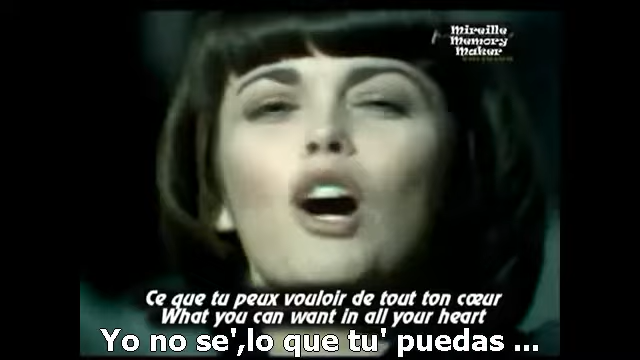 Mireille
Memory
Maker
Ce que tu peux vouloir de tout ton cœur
What you can want in all your heart
Yo no se',lo que tu' puedas ...